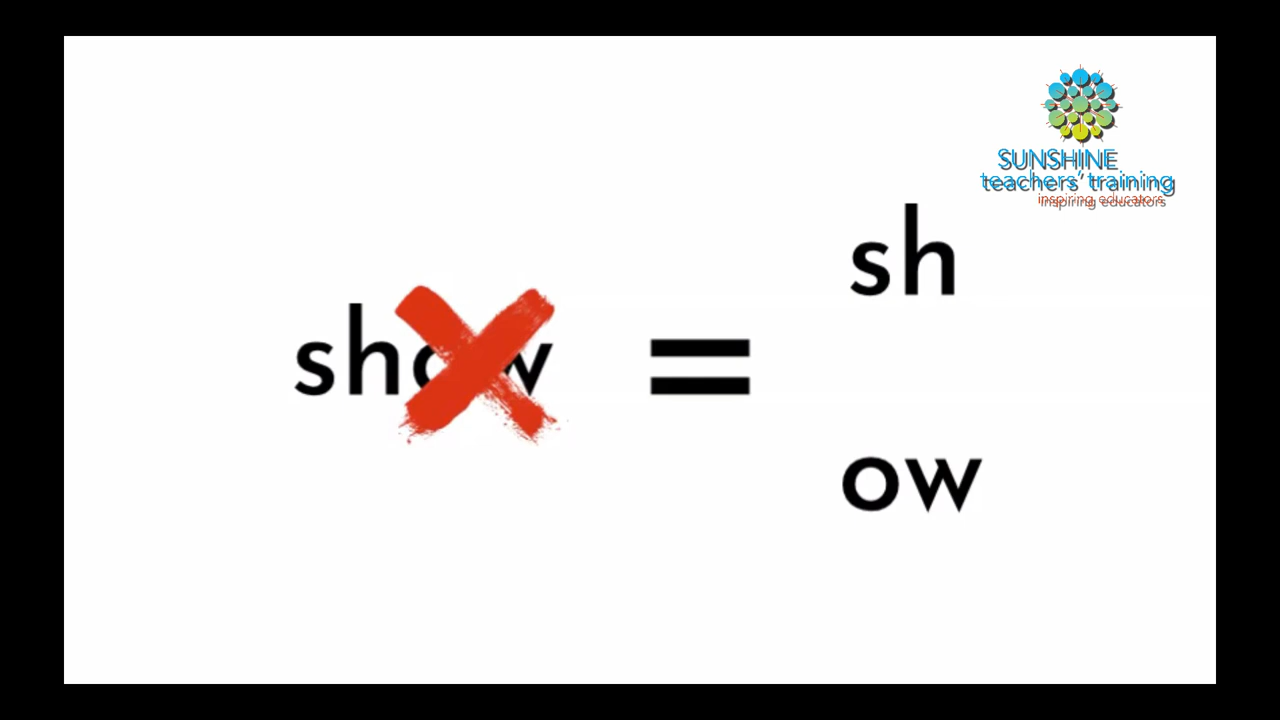 SUNSHINE
teachers' training
inspiring educators
show = sh
ow